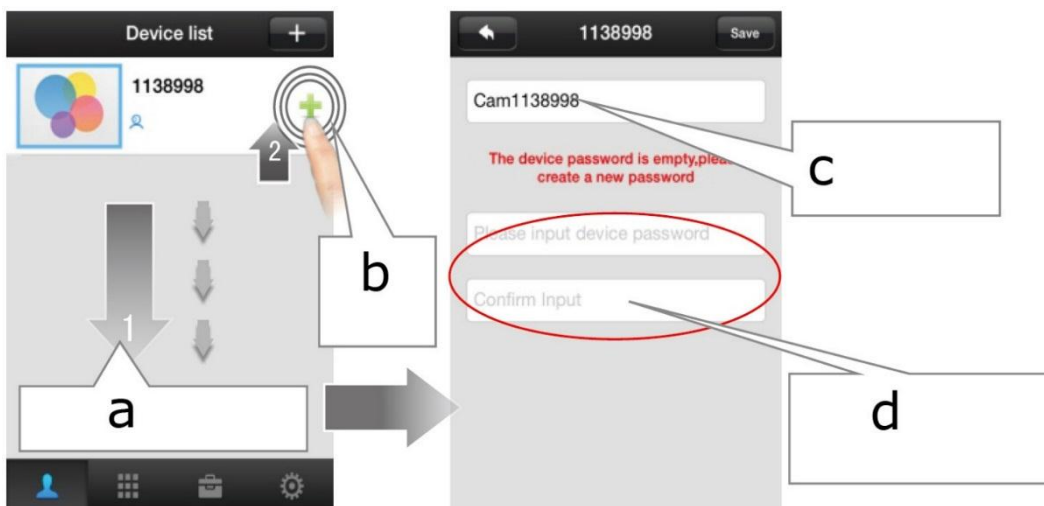 Device list
+
1138998
2
b
1
a
1138998
Save
Cam1138998
The device password is empty,
create a new password
Please input device password
Confirm Input
c
d